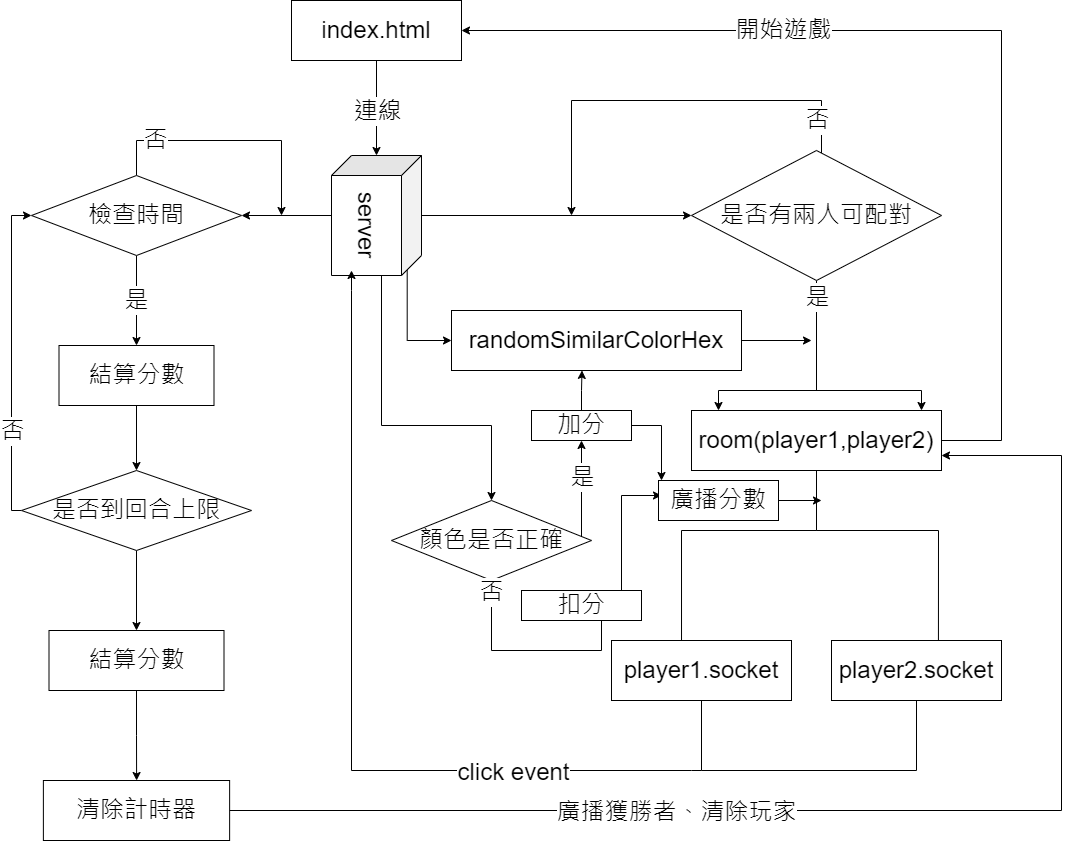 index.html
開始遊戲
連線
否
否
檢查時間
server
是否有兩人可配對
是
是
randomSimilarColorHex
結算分數
加分
room(player1,player2)
否
是
是否到回合上限
廣播分數
顏色是否正確
否
扣分
結算分數
player1.socket
player2.socket
click event
清除計時器
廣播獲勝者、清除玩家